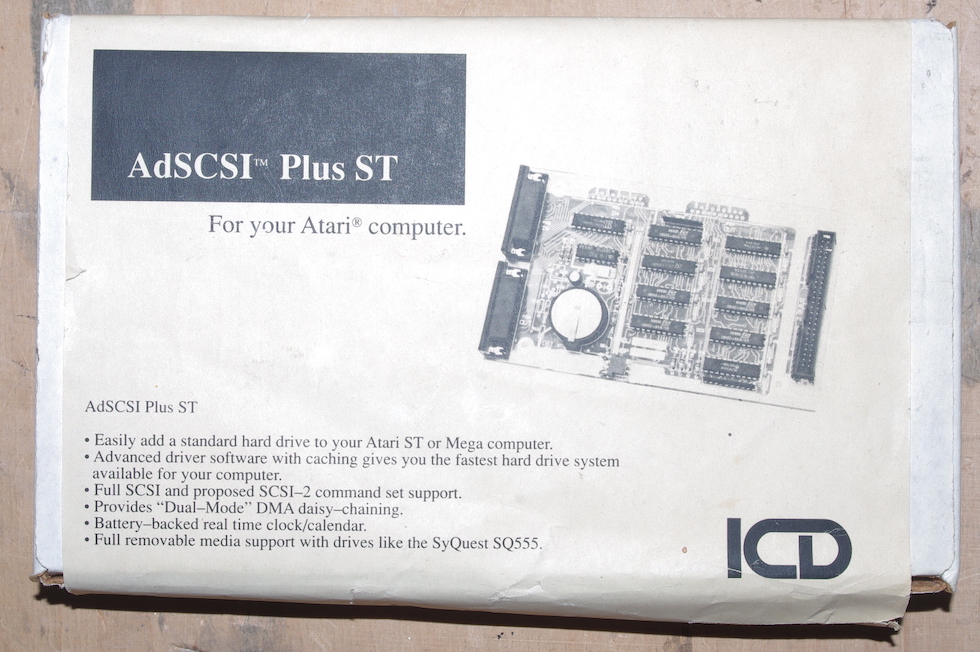 AdSCSI™ Plus ST
For your Atari® computer.
AdSCSI Plus ST
• Easily add a standard hard drive to your Atari ST or Mega computer.
• Advanced driver software with caching gives you the fastest hard drive system
available for your computer.
• Full SCSI and proposed SCSI–2 command set support.
• Provides “Dual–Mode” DMA daisy–chaining.
• Battery–backed real time clock/calendar.
• Full removable media support with drives like the SyQuest SQ555.
ICD